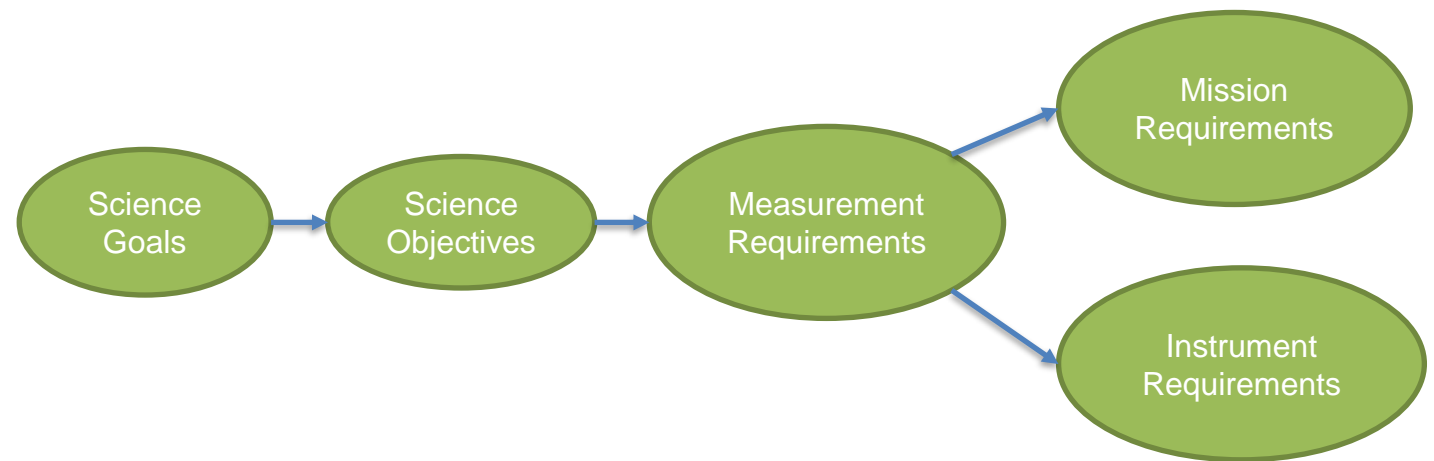 Science
Goals
Science
Objectives
Measurement
Requirements
Mission
Requirements
Instrument
Requirements